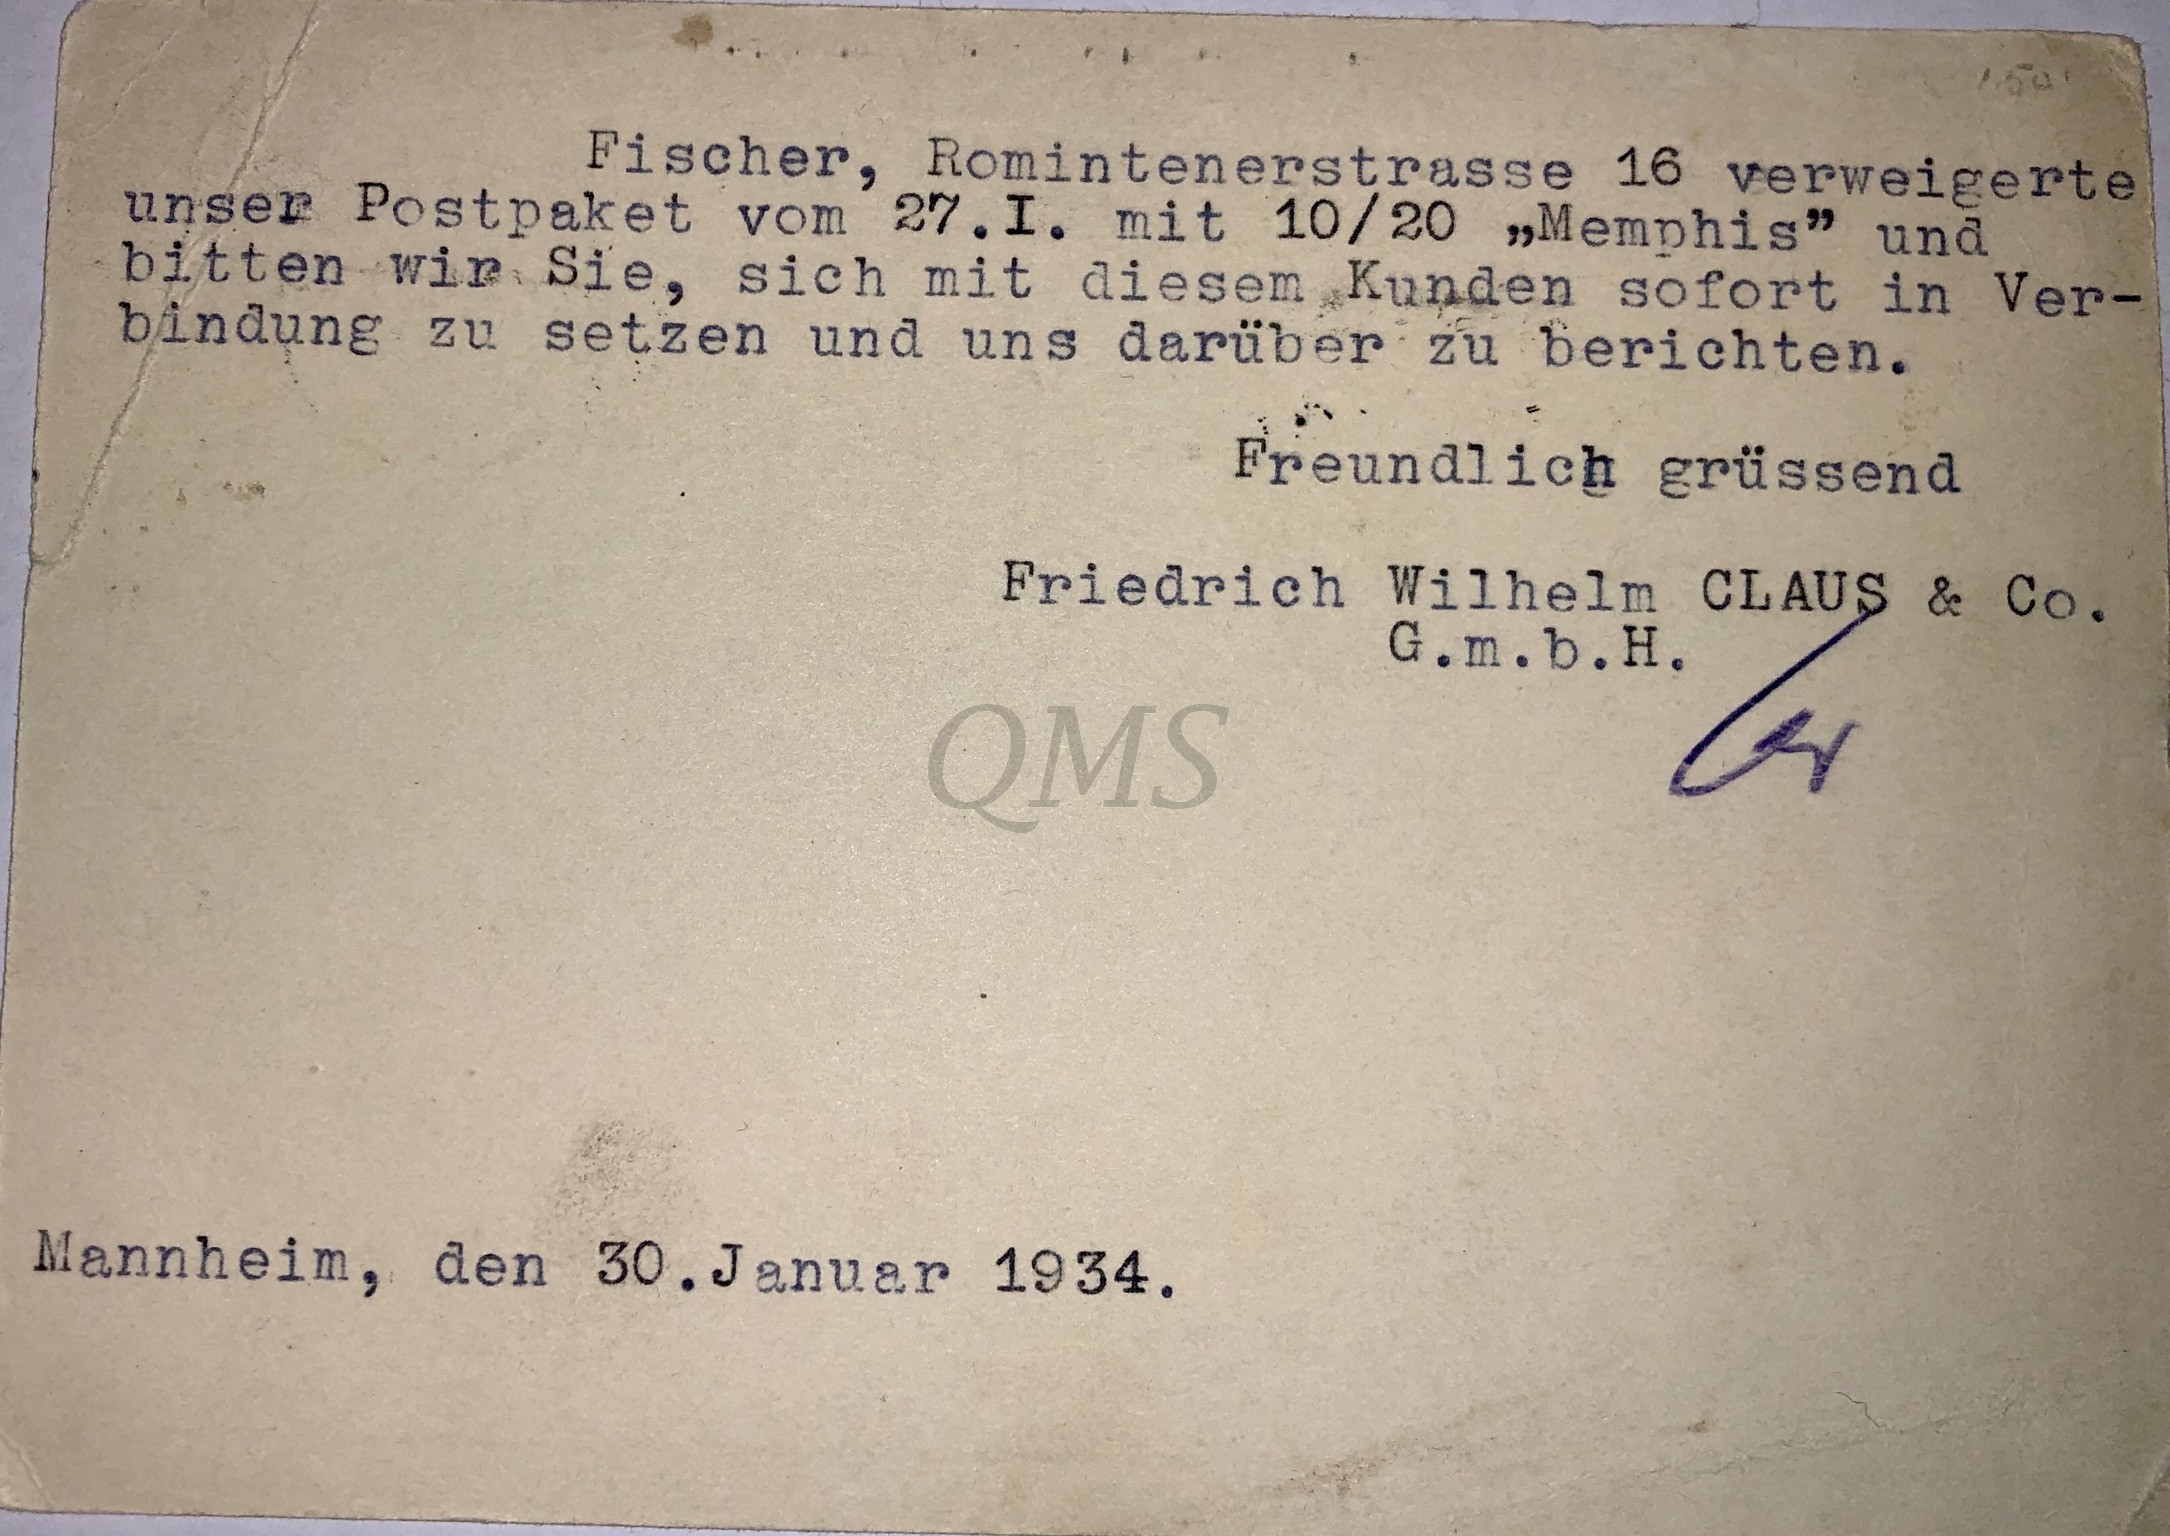 Fischer, Romintenerstrasse 16 verweigerte
unser Postpaket vom 27.I. mit 10/20 „Memphis” und
bitten wir Sie, sich mit diesem Kunden sofort in Ver-
bindung zu setzen und uns darüber zu berichten.
Freundlich grüssend
Friedrich Wilhelm CLAUS & Co.
G.m.b.H.
QMS
Mannheim, den 30.Januar 1934.